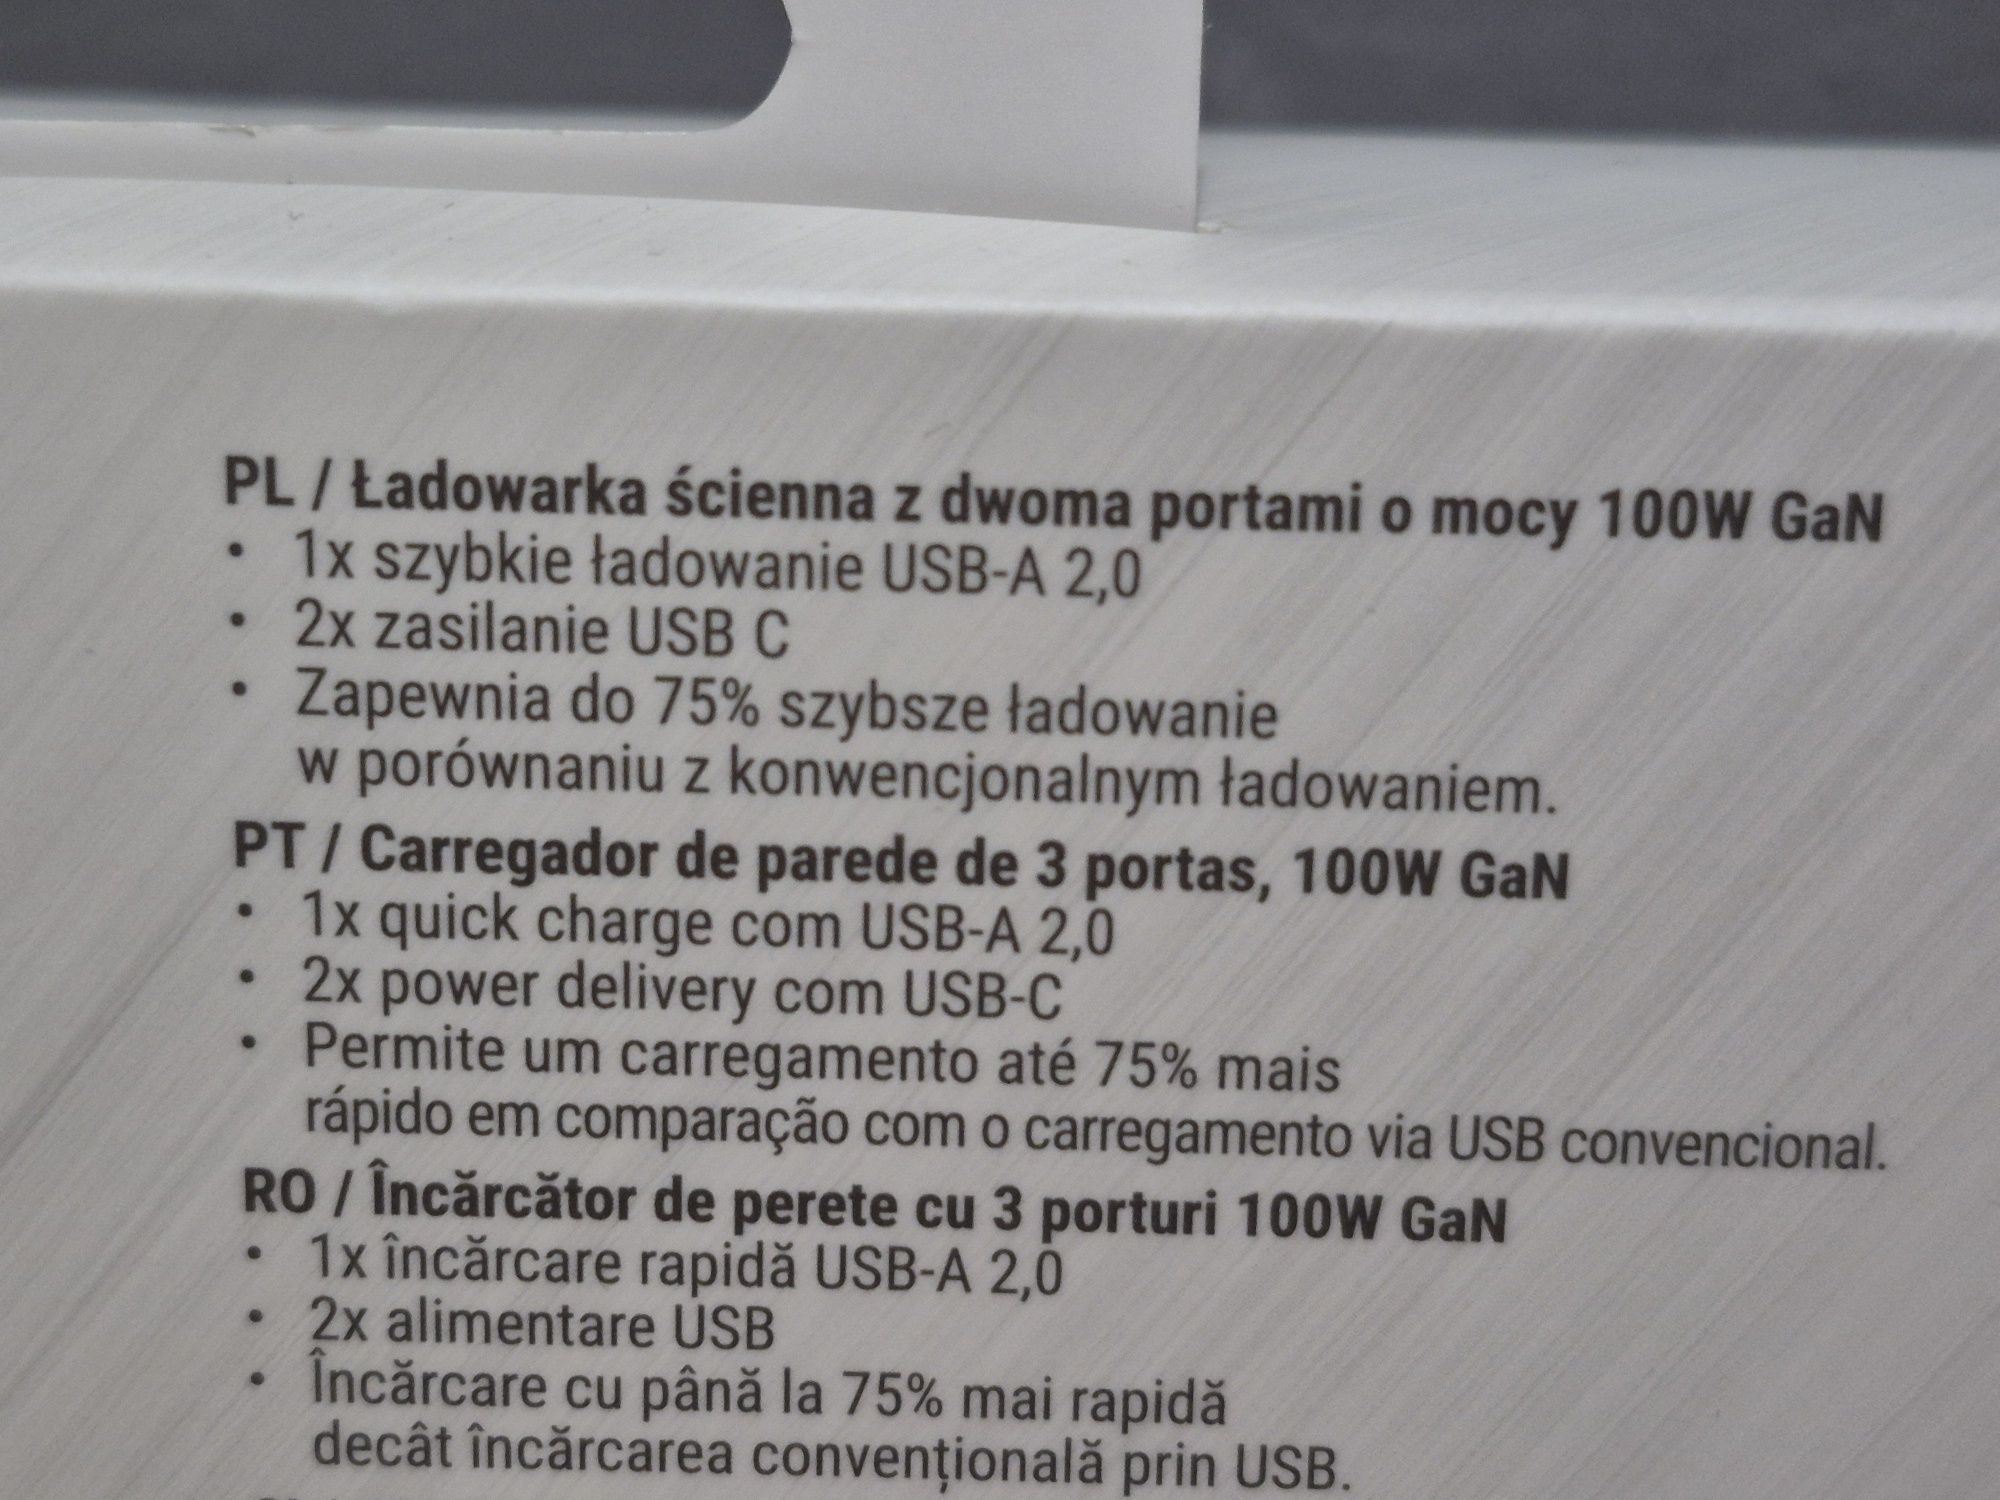 PL / Ładowarka ścienna z dwoma portami o mocy 100W GaN
• 1x szybkie ładowanie USB-A 2,0
• 2x zasilanie USB C
• Zapewnia do 75% szybsze ładowanie
w porównaniu z konwencjonalnym ładowaniem.
PT / Carregador de parede de 3 portas, 100W GaN
• 1x quick charge com USB-A 2,0
• 2x power delivery com USB-C
• Permite um carregamento até 75% mais
rápido em comparação com o carregamento via USB convencional.
RO / Încărcător de perete cu 3 porturi 100W GaN
• 1x încărcare rapidă USB-A 2,0
• 2x alimentare USB
• Încărcare cu până la 75% mai rapidă
decât încărcarea convențională prin USB.